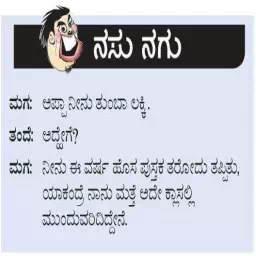 ನಸು ನಗು
ಮಗ: ಅಪ್ಪಾ ನೀನು ತುಂಬಾ ಲಕ್ಕಿ.
ತಂದೆ: ಅದ್ಹೇಗೆ?
ಮಗ: ನೀನು ಈ ವರ್ಷ ಹೊಸ ಪುಸ್ತಕ ತರೋದು ತಪ್ಪಿತು,
ಯಾಕಂದ್ರೆ ನಾನು ಮತ್ತೆ ಅದೇ ಕ್ಲಾಸಲ್ಲಿ
ಮುಂದುವರಿದಿದ್ದೇನೆ.